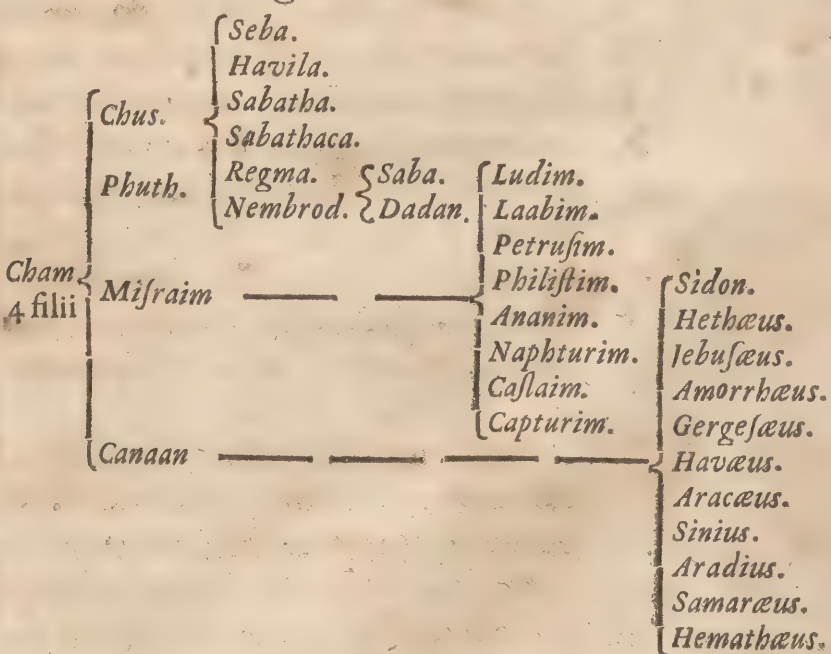 Cham
4 filii
Chus.
Phuth.
Miſraim
Canaan
Seba.
Havila.
Sabatha.
Sabathaca.
Regma.
Nembrod.
Saba.
Dadan.
Ludim.
Laabim.
Petruſim.
Philiſtim.
Ananim.
Naphturim.
Caſlaim.
Capturim.
Sidon.
Hethæus.
Jebuſæus.
Amorrhæus.
Gergeſæus.
Havæus.
Aracæus.
Sinius.
Aradius.
Samaræus.
Hemathæus.